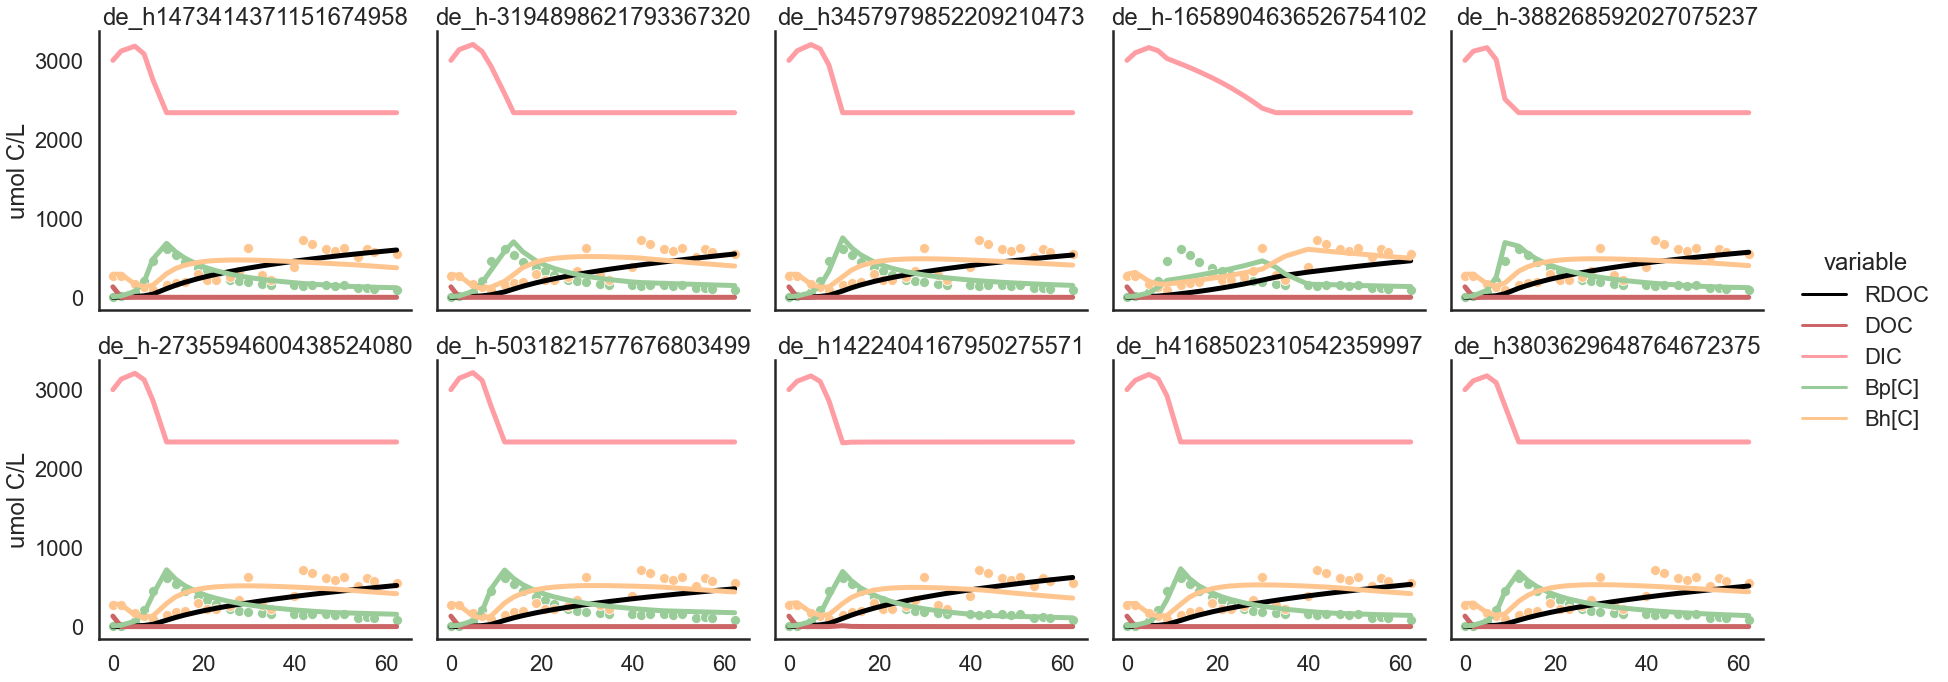 de_h1473414371151674958 de_h-3194898621793367320 de_h3457979852209210473 de_h-1658904636526754102 de_h-388268592027075237
3000
2000
1000
0
umol C/L
variable
RDOC
DOC
DIC
Bp[C]
Bh[C]
de_h-2735594600438524080 de_h-5031821577676803499 de_h1422404167950275571 de_h4168502310542359997 de_h3803629648764672375
3000
2000
1000
0
umol C/L
0 20 40 60 0 20 40 60 0 20 40 60 0 20 40 60 0 20 40 60